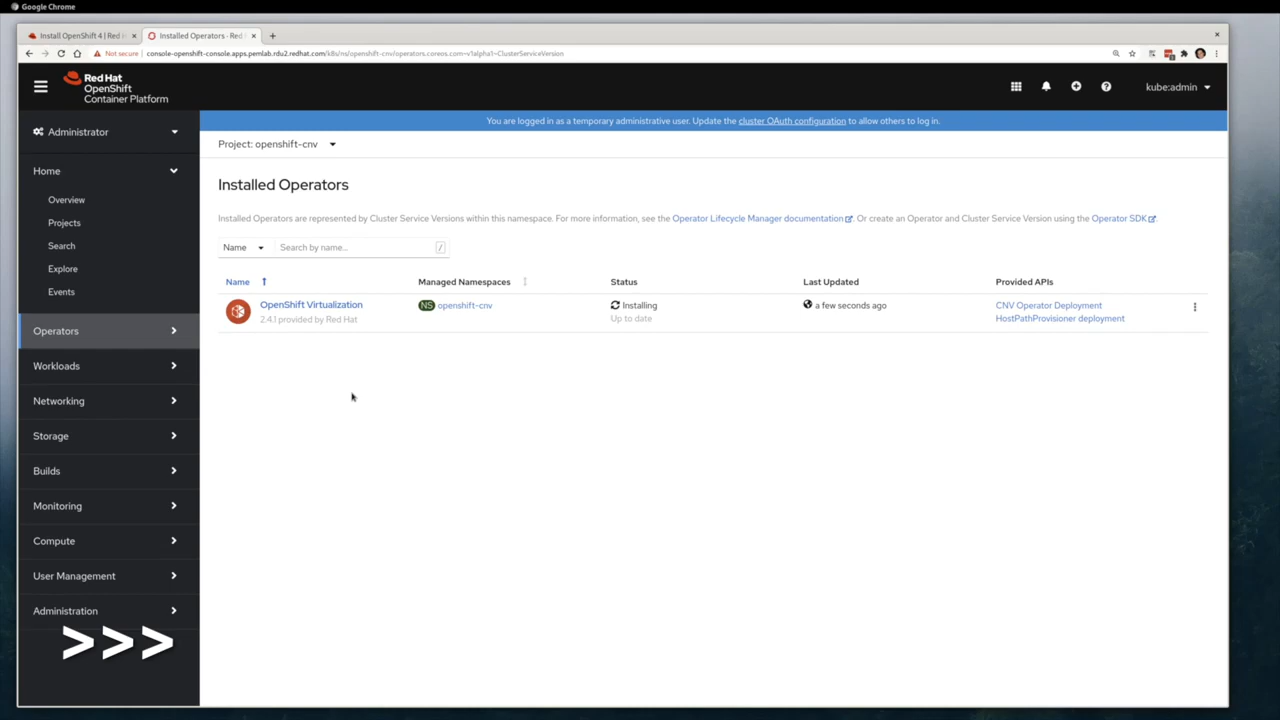 Google Chrome
Install OpenShift 4 | Red H
Installed Operators · Red H
Not secure | console-openshift-console.apps.pemlab.rdu2.redhat.com/k8s/ns/openshift-cnv/operators.coreos.com~v1alpha1~ClusterServiceVersion
Red Hat
OpenShift
Container Platform
kube:admin
You are logged in as a temporary administrative user. Update the cluster OAuth configuration to allow others to log in.
Administrator
Project: openshift-cnv
Home
Overview
Projects
Search
Explore
Events
Operators
Workloads
Networking
Storage
Builds
Monitoring
Compute
User Management
Administration
>>>
Installed Operators
Installed Operators are represented by Cluster Service Versions within this namespace. For more information, see the Operator Lifecycle Manager documentation. Or create an Operator and Cluster Service Version using the Operator SDK.
Name Search by name... /
Name Managed Namespaces Status Last Updated Provided APIs
OpenShift Virtualization NS openshift-cnv Installing a few seconds ago CNV Operator Deployment
2.4.1 provided by Red Hat Up to date HostPathProvisioner deployment